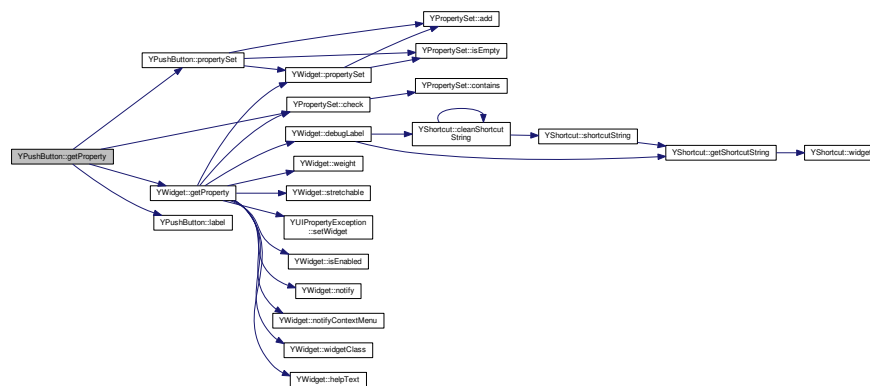 YPropertySet::add
YPropertySet::isEmpty
YPushButton::propertySet
YWidget::propertySet
YPropertySet::contains
YPropertySet::check
YWidget::debugLabel
YShortcut::cleanShortcut
String
YShortcut::shortcutString
YShortcut::getShortcutString
YShortcut::widget
YPushButton::getProperty
YWidget::weight
YWidget::getProperty
YWidget::stretchable
YPushButton::label
YUIPropertyException
::setWidget
YWidget::isEnabled
YWidget::notify
YWidget::notifyContextMenu
YWidget::widgetClass
YWidget::helpText